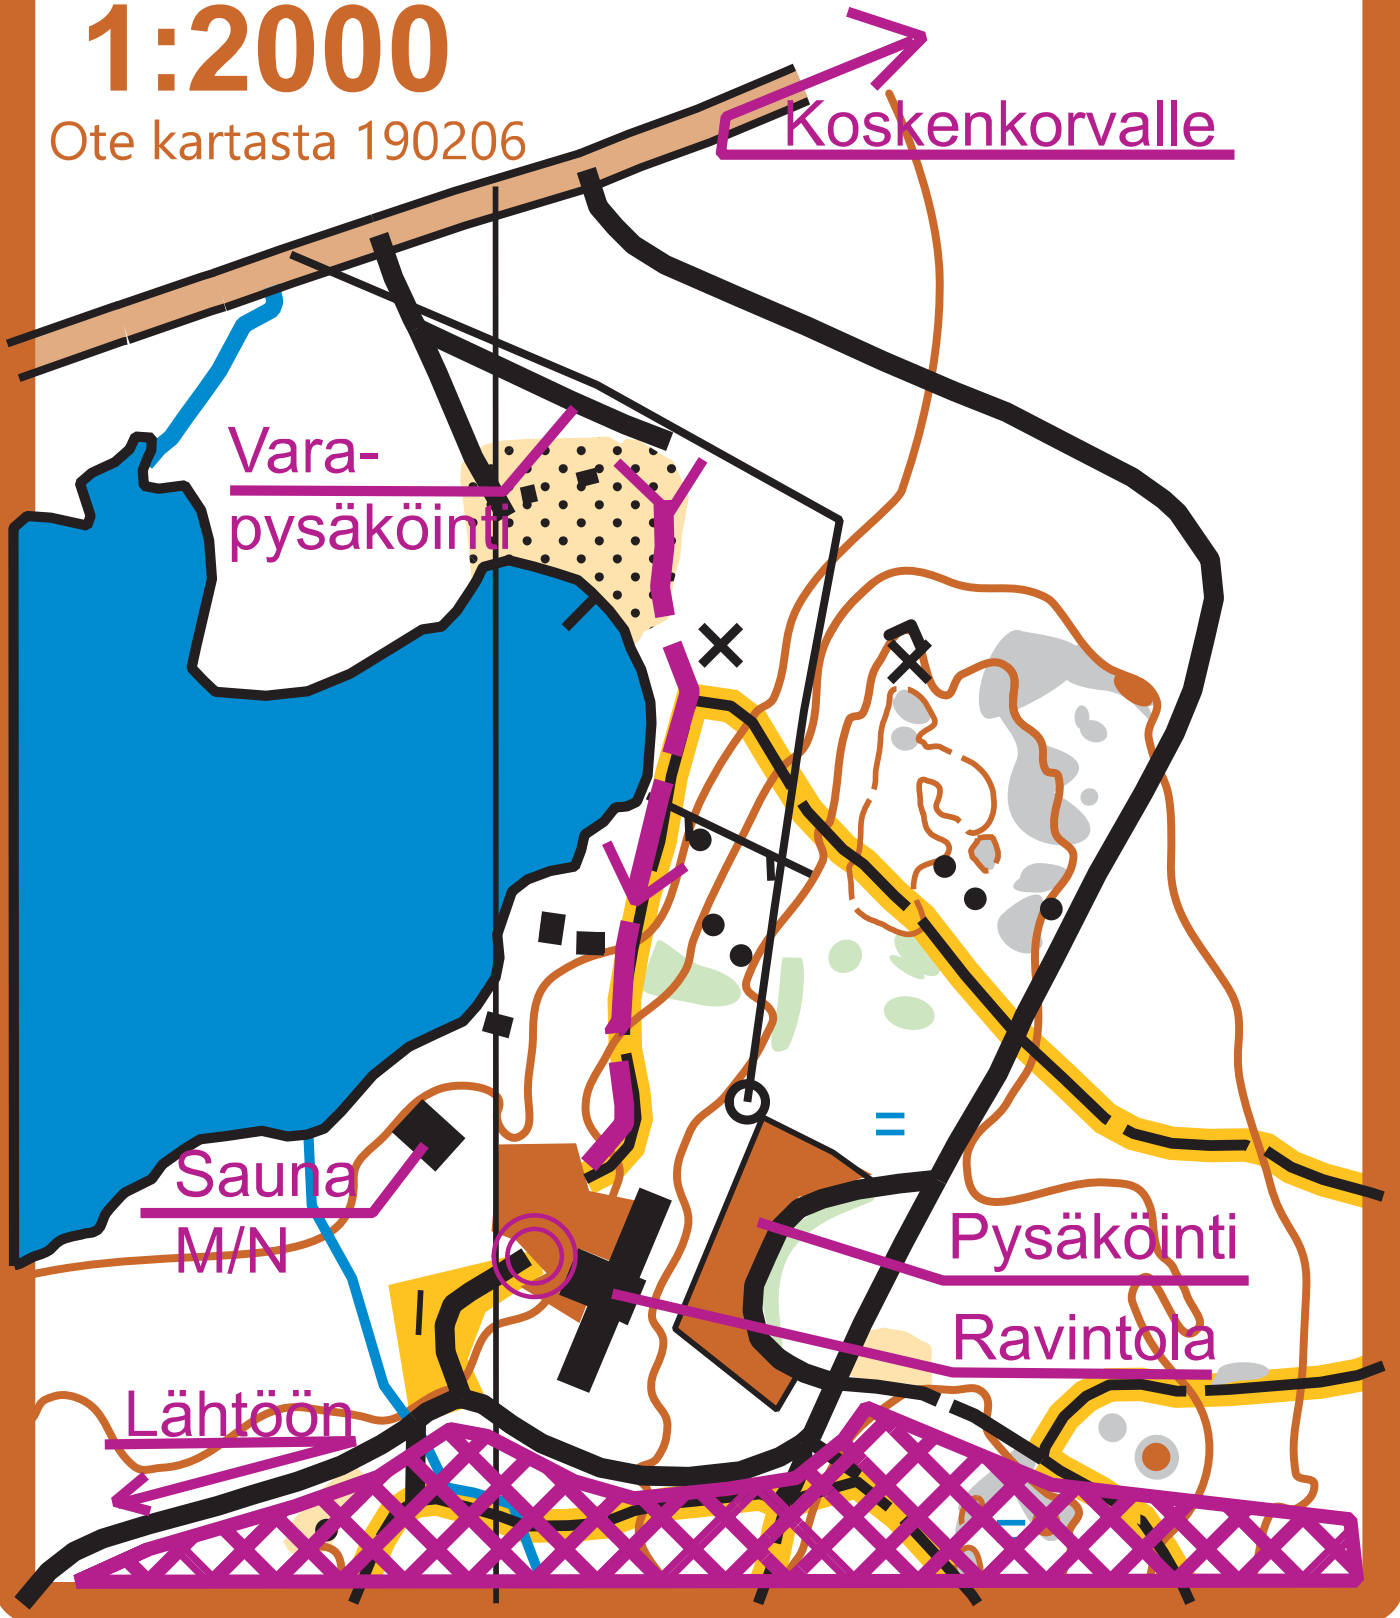 1:2000
Ote kartasta 190206
Koskenkorvalle
Vara-
pysäköinti
Sauna
M/N
Pysäköinti
Ravintola
Lähtöön